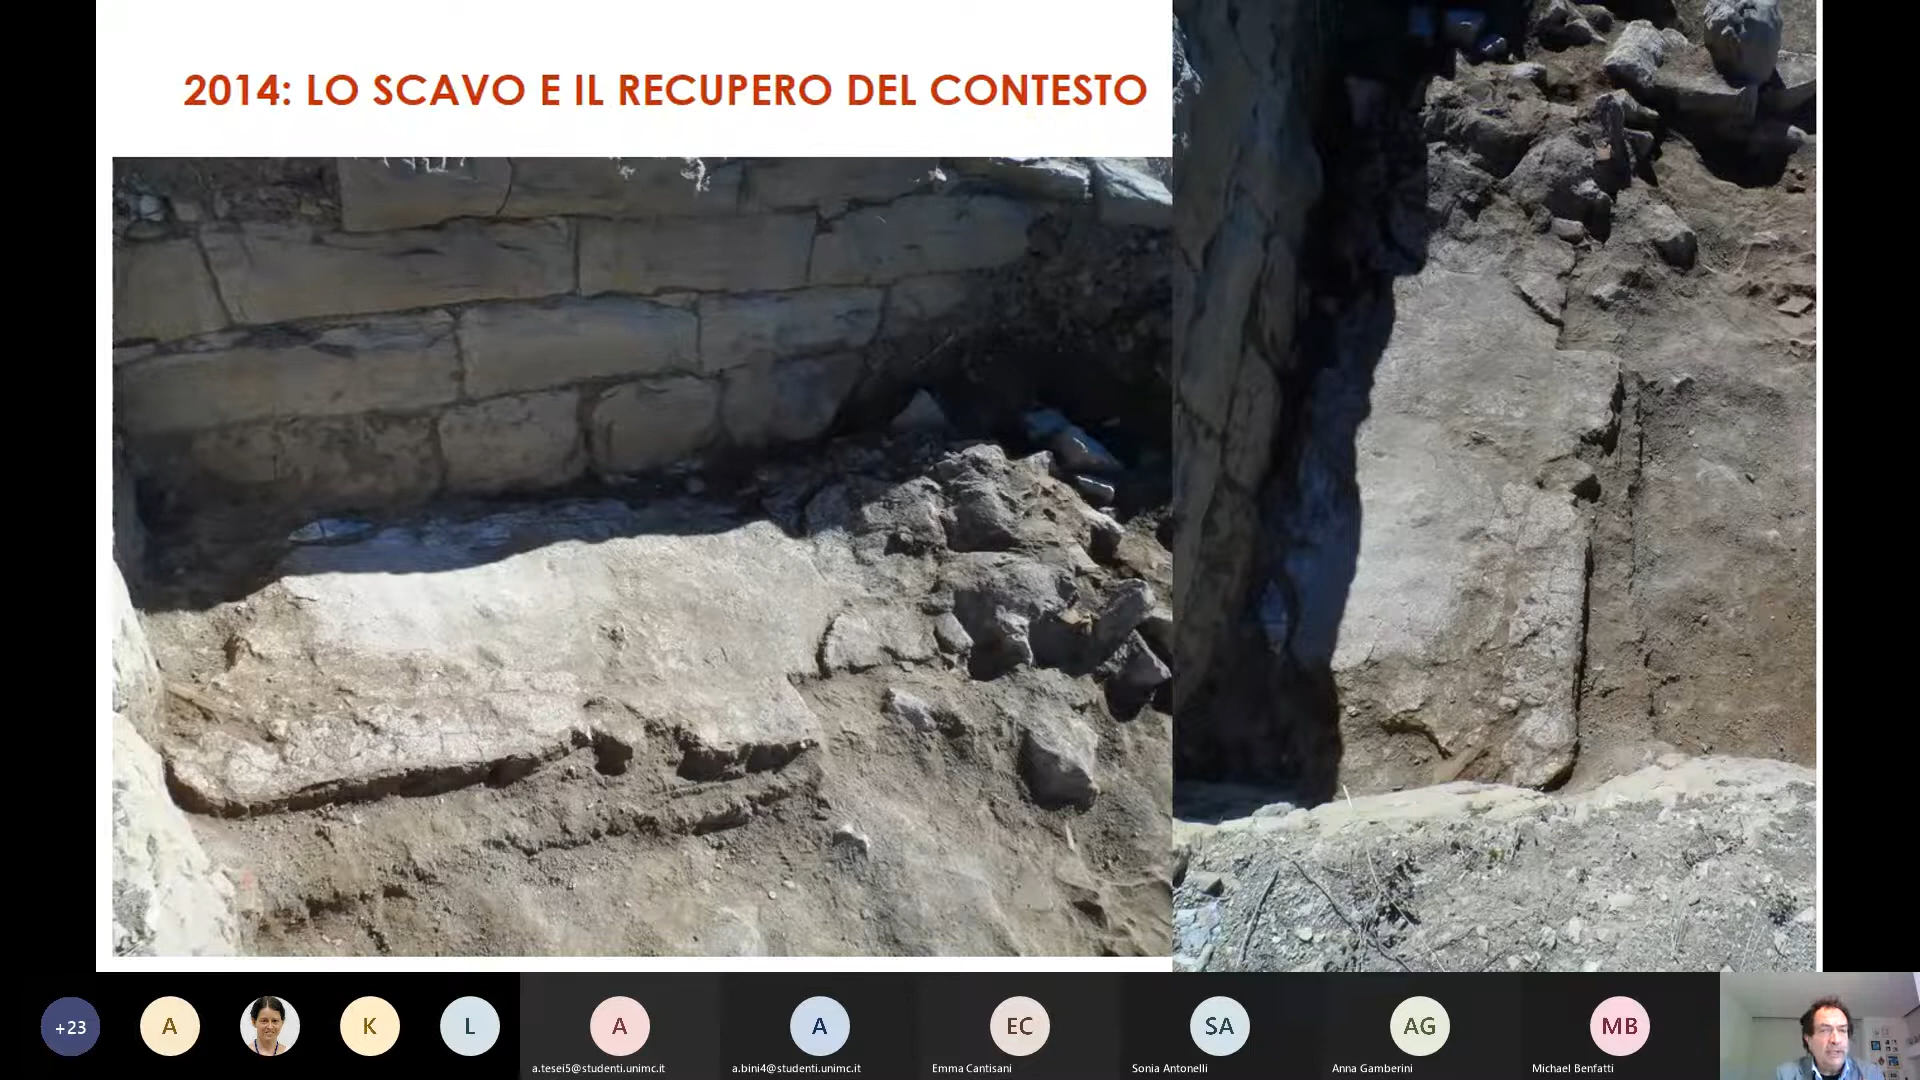 2014: LO SCAVO E IL RECUPERO DEL CONTESTO
+23
A
K
L
A
A
EC
SA
AG
MB
a.tesei5@studenti.unimc.it
a.bini4@studenti.unimc.it
Emma Cantisani
Sonia Antonelli
Anna Gamberini
Michael Benfatti